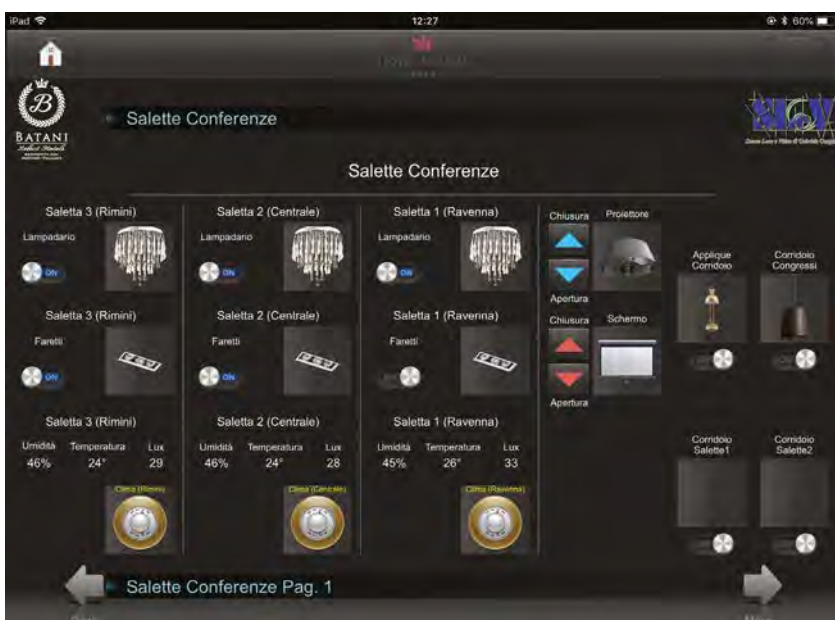 iPad
12:27
60%
B
BATANI
Salette Conferenze
Salette Conferenze
Saletta 3 (Rimini)
Lampadario
ON
Saletta 2 (Centrale)
Lampadario
ON
Saletta 1 (Ravenna)
Lampadario
ON
Chiusura
Proiettore
Apertura
Saletta 3 (Rimini)
Faretti
ON
Saletta 2 (Centrale)
Faretti
ON
Saletta 1 (Ravenna)
Faretti
Chiusura
Schermo
Apertura
Applique
Corridoio
Corridoio
Congressi
Saletta 3 (Rimini)
Umidità Temperatura Lux
46% 24° 29
Clima (Rimini)
Saletta 2 (Centrale)
Umidità Temperatura Lux
46% 24° 28
Clima (Centrale)
Saletta 1 (Ravenna)
Umidità Temperatura Lux
45% 26° 33
Clima (Ravenna)
Corridoio
Salette1
Corridoio
Salette2
Salette Conferenze Pag. 1